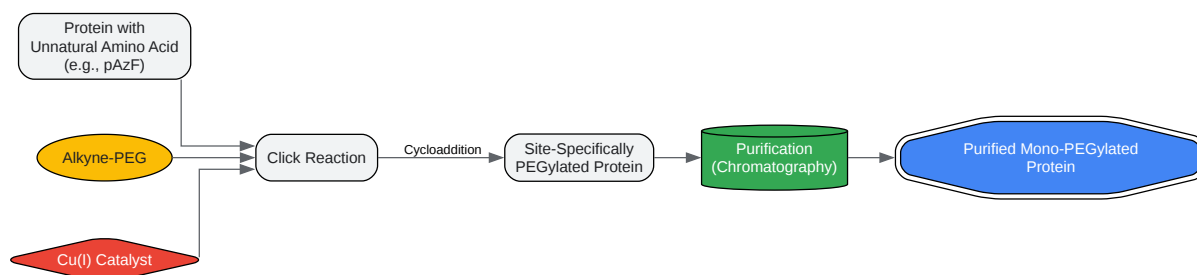 Protein with
Unnatural Amino Acid
(e.g., pAzF)
Alkyne-PEG
Cu(I) Catalyst
Click Reaction
Cycloaddition
Site-Specifically
PEGylated Protein
Purification
(Chromatography)
Purified Mono-PEGylated
Protein